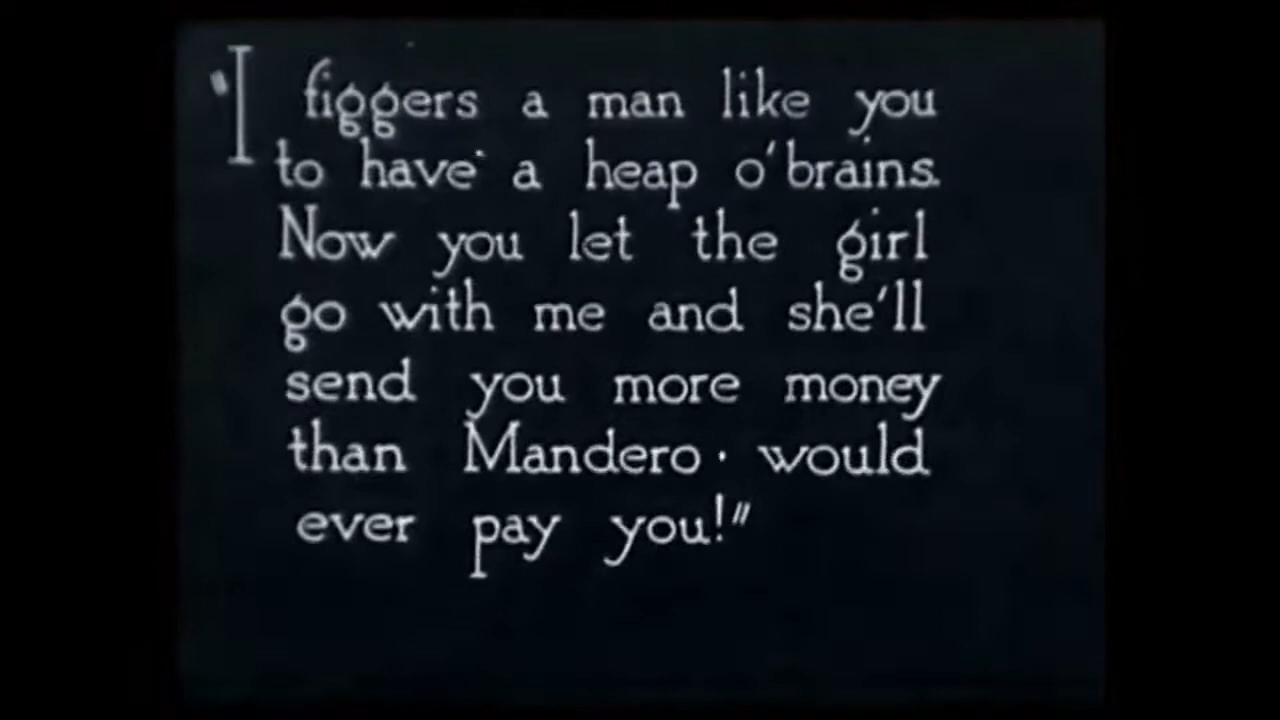 "I figgers a man like you
to have a heap o' brains.
Now you let the girl
go with me and she'll
send you more money
than Mandero would
ever pay you!"